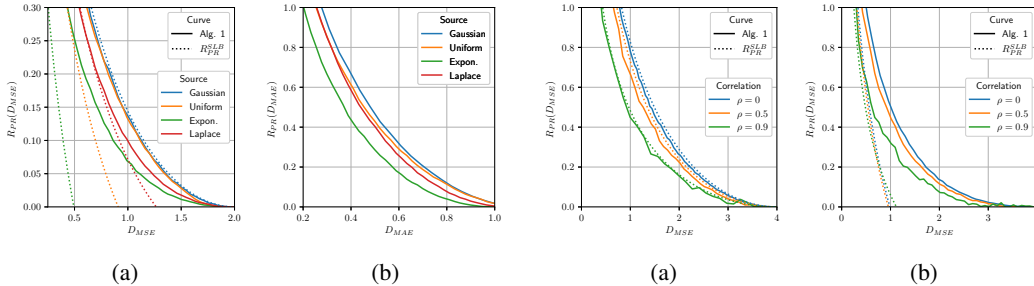 0.30
0.25
0.20
0.15
0.10
0.05
0.00
R_PR(D_MSE)
0.5 1.0 1.5 2.0
D_MSE
Curve
Alg. 1
R_PR^SLB
Source
Gaussian
Uniform
Expon.
Laplace
(a)
1.0
0.8
0.6
0.4
0.2
0.0
R_PR(D_MAE)
0.2 0.4 0.6 0.8 1.0
D_MAE
Source
Gaussian
Uniform
Expon.
Laplace
(b)
1.0
0.8
0.6
0.4
0.2
0.0
R_PR(D_MSE)
0 1 2 3 4
D_MSE
Curve
Alg. 1
R_PR^SLB
Correlation
ρ = 0
ρ = 0.5
ρ = 0.9
(a)
1.0
0.8
0.6
0.4
0.2
0.0
R_PR(D_MSE)
0 1 2 3
D_MSE
Curve
Alg. 1
R_PR^SLB
Correlation
ρ = 0
ρ = 0.5
ρ = 0.9
(b)